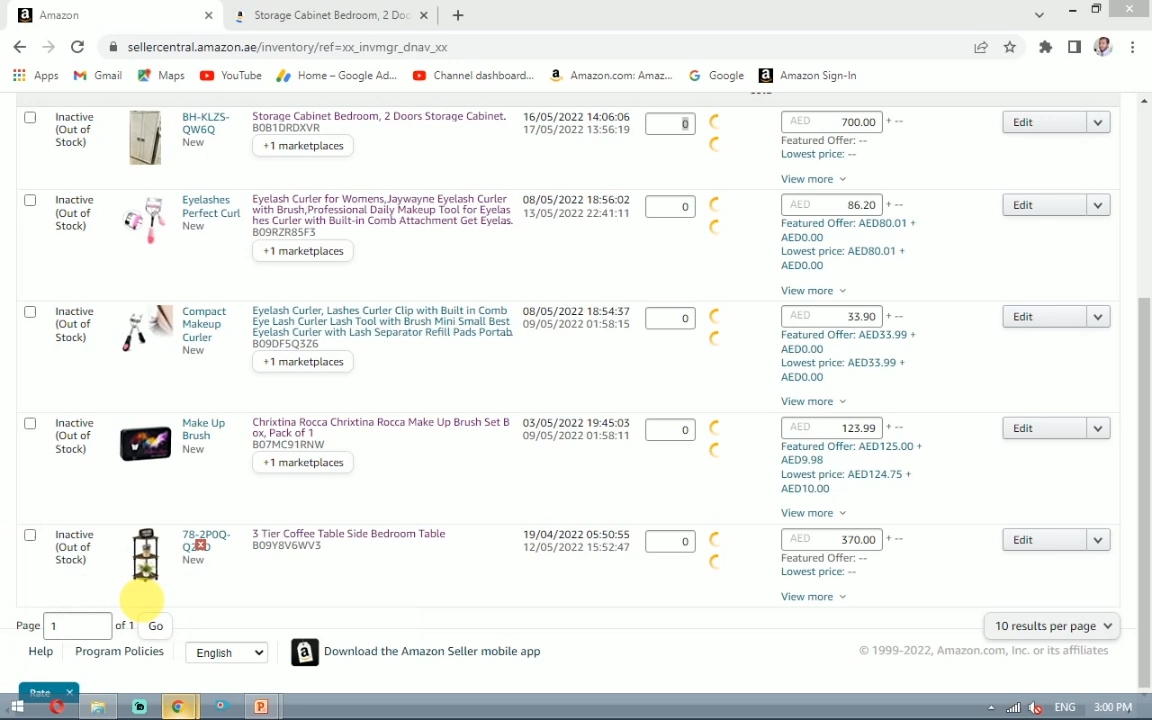 Amazon
Storage Cabinet Bedroom, 2 Doo
sellercentral.amazon.ae/inventory/ref=xx_invmgr_dnav_xx
Apps
Gmail
Maps
YouTube
Home – Google Ad...
Channel dashboard...
Amazon.com: Amaz...
Google
Amazon Sign-In
Inactive
(Out of
Stock)
BH-KLZS-
QW6Q
New
Storage Cabinet Bedroom, 2 Doors Storage Cabinet.
B0B1DRDXVR
+1 marketplaces
16/05/2022 14:06:06
17/05/2022 13:56:19
0
AED 700.00 + --
Featured Offer: --
Lowest price: --
View more
Edit
Inactive
(Out of
Stock)
Eyelashes
Perfect Curl
New
Eyelash Curler for Womens,Jaywayne Eyelash Curler
with Brush,Professional Daily Makeup Tool for Eyelas
hes Curler with Built-in Comb Attachment Get Eyelas.
B09RZR85F3
+1 marketplaces
08/05/2022 18:56:02
13/05/2022 22:41:11
0
AED 86.20 + --
Featured Offer: AED80.01 +
AED0.00
Lowest price: AED80.01 +
AED0.00
View more
Edit
Inactive
(Out of
Stock)
Compact
Makeup
Curler
New
Eyelash Curler, Lashes Curler Clip with Built in Comb
Eye Lash Curler Lash Tool with Brush Mini Small Best
Eyelash Curler with Lash Separator Refill Pads Portab.
B09DF5Q3Z6
+1 marketplaces
08/05/2022 18:54:37
09/05/2022 01:58:15
0
AED 33.90 + --
Featured Offer: AED33.99 +
AED0.00
Lowest price: AED33.99 +
AED0.00
View more
Edit
Inactive
(Out of
Stock)
Make Up
Brush
New
Chrixtina Rocca Chrixtina Rocca Make Up Brush Set B
ox, Pack of 1
B07MC91RNW
+1 marketplaces
03/05/2022 19:45:03
09/05/2022 01:58:11
0
AED 123.99 + --
Featured Offer: AED125.00 +
AED9.98
Lowest price: AED124.75 +
AED10.00
View more
Edit
Inactive
(Out of
Stock)
78-2P0Q-
New
3 Tier Coffee Table Side Bedroom Table
B09Y8V6WV3
19/04/2022 05:50:55
12/05/2022 15:52:47
0
AED 370.00 + --
Featured Offer: --
Lowest price: --
View more
Edit
Page 1 of 1 Go
10 results per page
Help
Program Policies
English
Download the Amazon Seller mobile app
© 1999-2022, Amazon.com, Inc. or its affiliates
Rate
ENG
3:00 PM